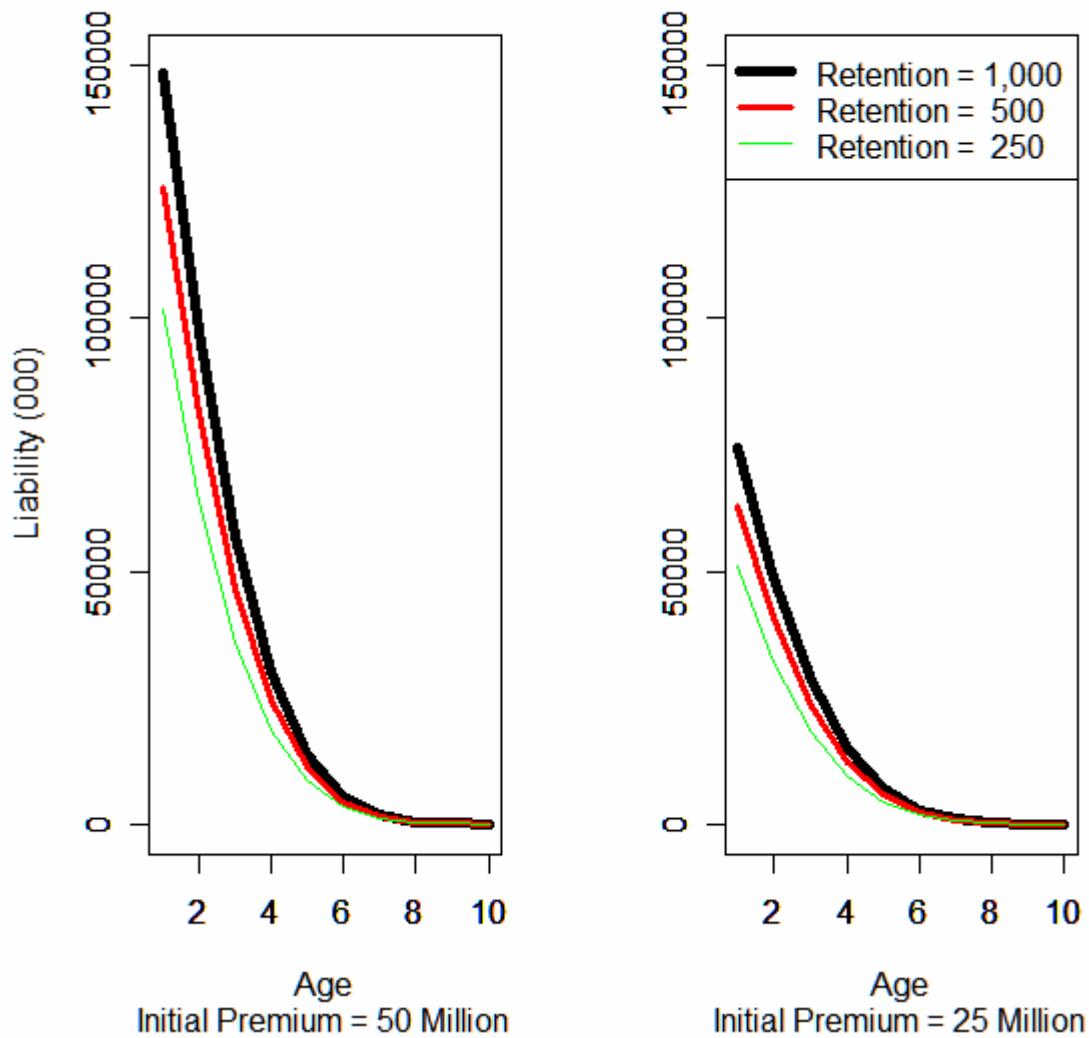 Liability (000)
150000
100000
50000
0
2 4 6 8 10
Age
Initial Premium = 50 Million
150000
100000
50000
0
Retention = 1,000
Retention = 500
Retention = 250
2 4 6 8 10
Age
Initial Premium = 25 Million